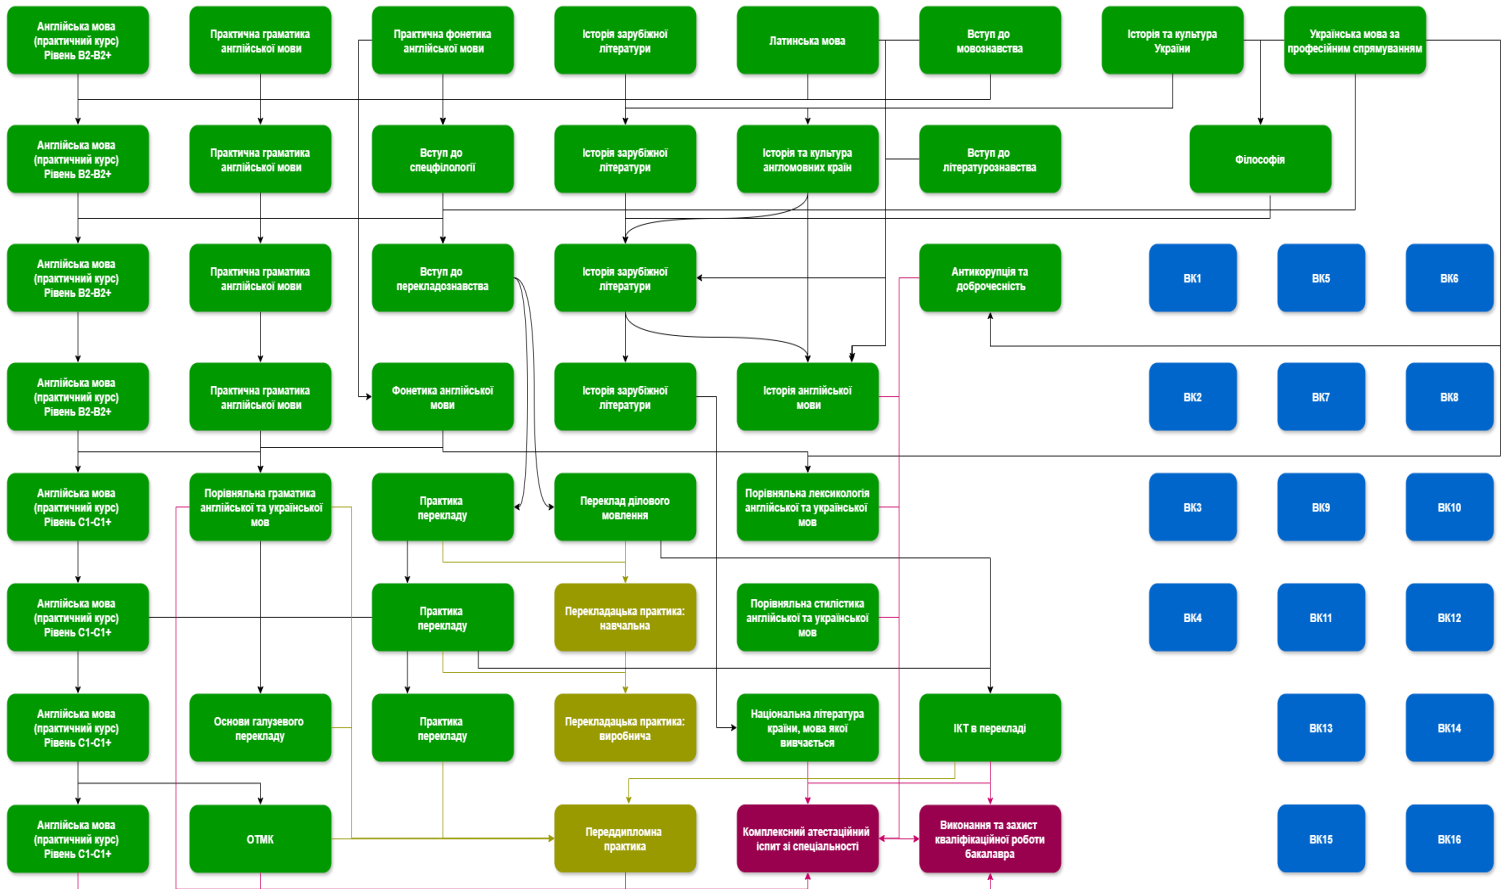 Англійська мова
(практичний курс)
Рівень B2-B2+
Практична граматика
англійської мови
Практична фонетика
англійської мови
Історія зарубіжної
літератури
Латинська мова
Вступ до
мовознавства
Історія та культура
України
Українська мова за
професійним спрямуванням
Англійська мова
(практичний курс)
Рівень B2-B2+
Практична граматика
англійської мови
Вступ до
спецфілології
Історія зарубіжної
літератури
Історія та культура
англомовних країн
Вступ до
літературознавства
Філософія
Англійська мова
(практичний курс)
Рівень B2-B2+
Практична граматика
англійської мови
Вступ до
перекладознавства
Історія зарубіжної
літератури
Антикорупція та
доброчесність
ВК1
ВК5
ВК6
Англійська мова
(практичний курс)
Рівень B2-B2+
Практична граматика
англійської мови
Фонетика англійської
мови
Історія зарубіжної
літератури
Історія англійської
мови
ВК2
ВК7
ВК8
Англійська мова
(практичний курс)
Рівень C1-C1+
Порівняльна граматика
англійської та української
мов
Практика
перекладу
Переклад ділового
мовлення
Порівняльна лексикологія
англійської та української
мов
ВК3
ВК9
ВК10
Англійська мова
(практичний курс)
Рівень C1-C1+
Практика
перекладу
Перекладацька практика:
навчальна
Порівняльна стилістика
англійської та української
мов
ВК4
ВК11
ВК12
Англійська мова
(практичний курс)
Рівень C1-C1+
Основи галузевого
перекладу
Практика
перекладу
Перекладацька практика:
виробнича
Національна література
країни, мова якої
вивчається
ІКТ в перекладі
ВК13
ВК14
Англійська мова
(практичний курс)
Рівень C1-C1+
ОТМК
Переддипломна
практика
Комплексний атестаційний
іспит зі спеціальності
Виконання та захист
кваліфікаційної роботи
бакалавра
ВК15
ВК16